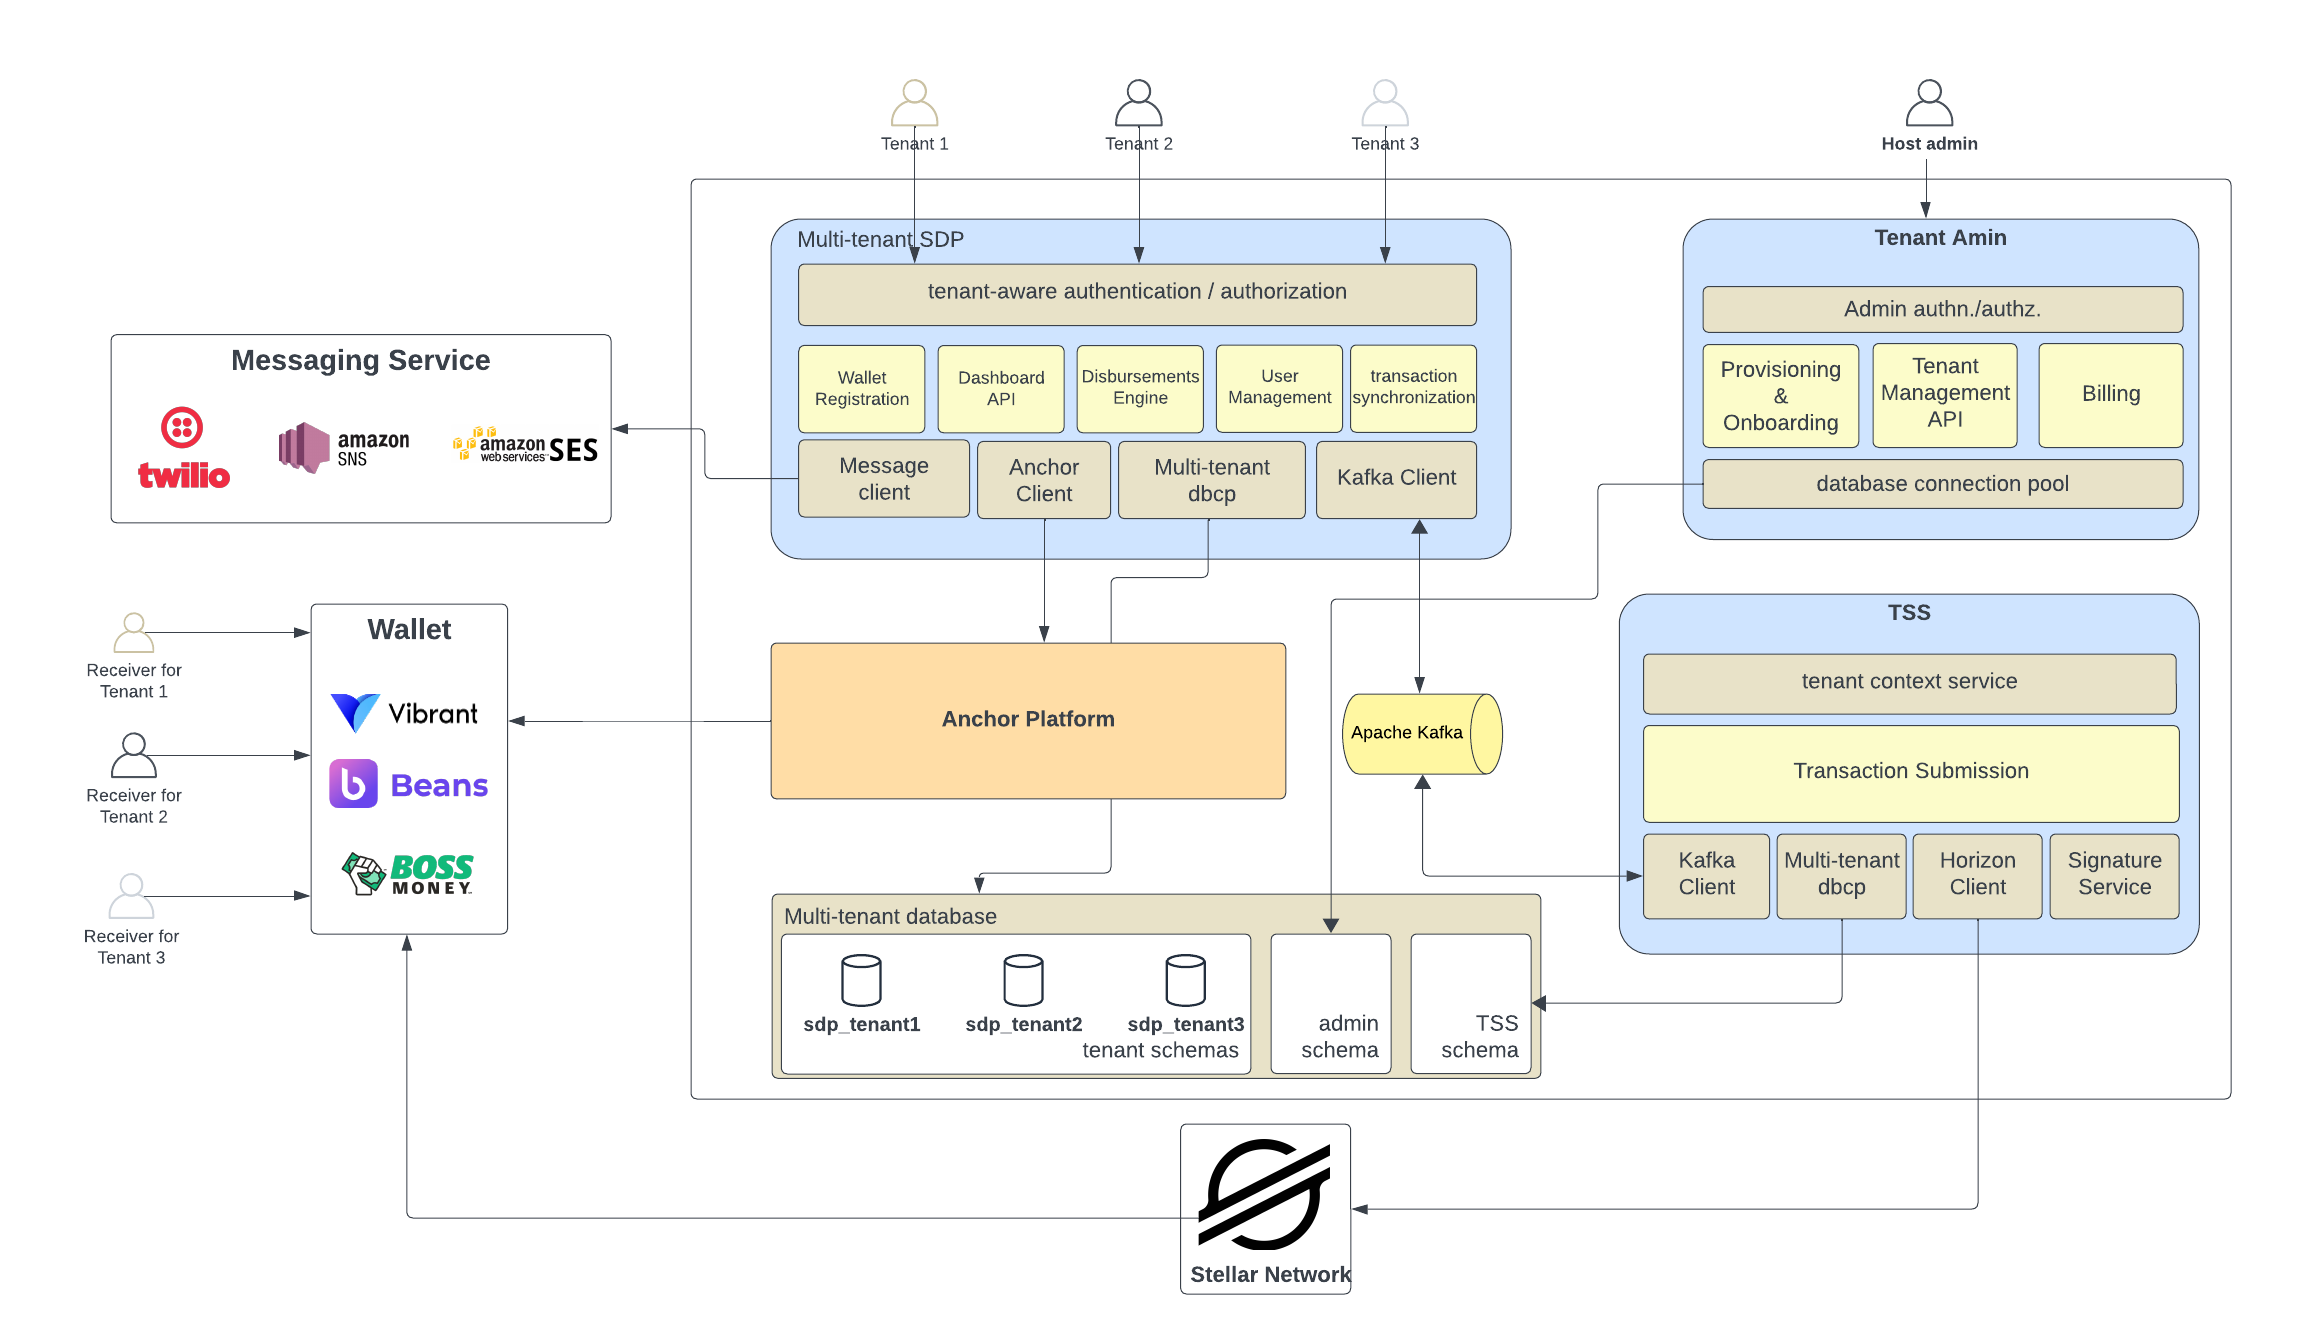 Tenant 1
Tenant 2
Tenant 3
Host admin
Multi-tenant SDP
tenant-aware authentication / authorization
Wallet
Registration
Dashboard
API
Disbursements
Engine
User
Management
transaction
synchronization
Message
client
Anchor
Client
Multi-tenant
dbcp
Kafka Client
Tenant Amin
Admin authn./authz.
Provisioning
&
Onboarding
Tenant
Management
API
Billing
database connection pool
Messaging Service
twilio
amazon
SNS
amazon
web services™
SES
Receiver for
Tenant 1
Receiver for
Tenant 2
Receiver for
Tenant 3
Wallet
Vibrant
Beans
BOSS
MONEY™
Anchor Platform
Apache Kafka
TSS
tenant context service
Transaction Submission
Kafka
Client
Multi-tenant
dbcp
Horizon
Client
Signature
Service
Multi-tenant database
sdp_tenant1
sdp_tenant2
sdp_tenant3
tenant schemas
admin
schema
TSS
schema
Stellar Network